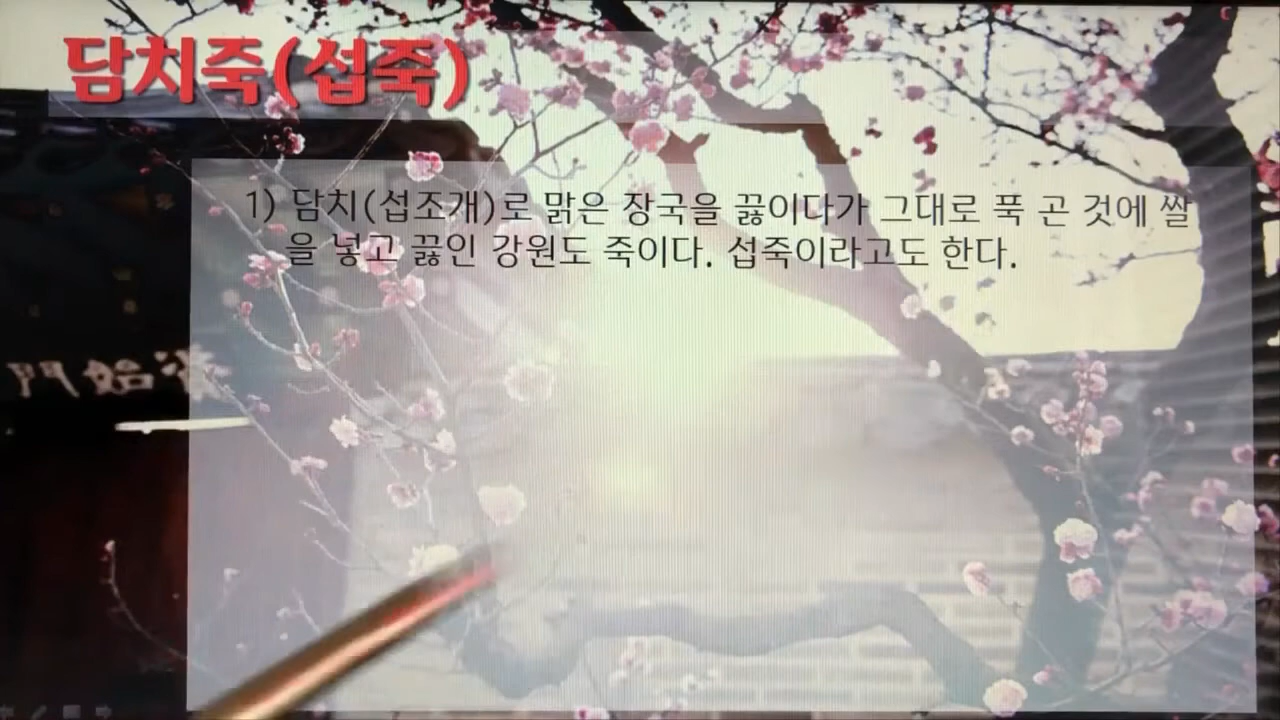 담치죽(섭죽)
1) 담치(섭조개)로 맑은 장국을 끓이다가 그대로 푹 곤 것에 쌀
을 넣고 끓인 강원도 죽이다. 섭죽이라고도 한다.
門始